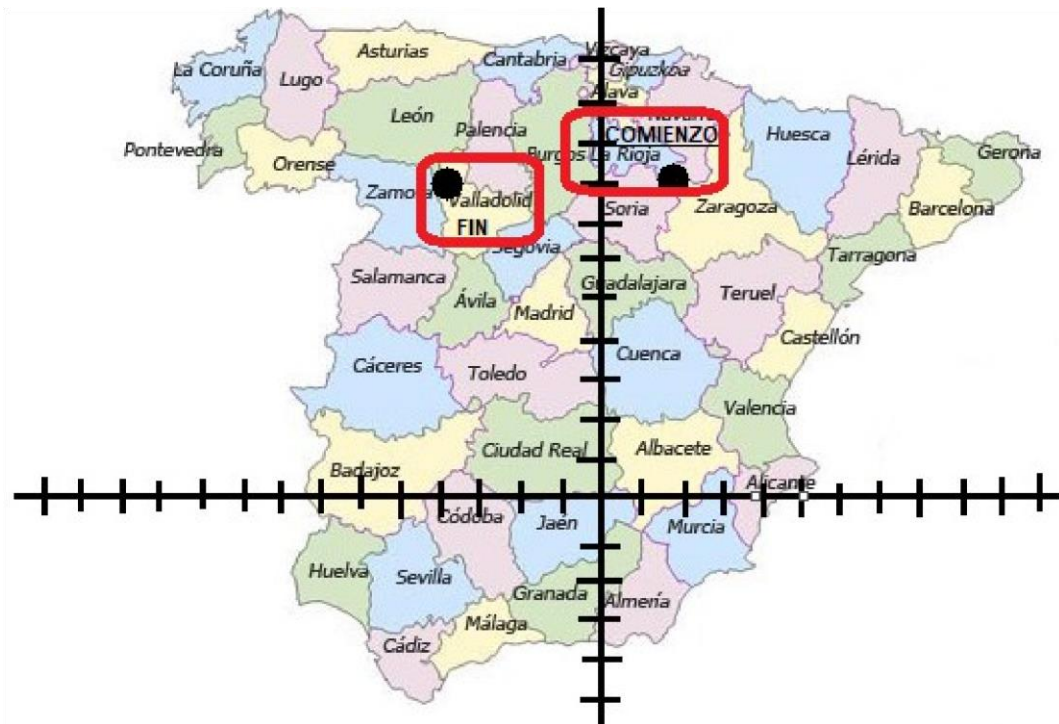 Asturias
Cantabria
Vizcaya
Gipuzkoa
La Coruña
Lugo
Álava
León
Navarra
Palencia
COMIENZO
Huesca
Pontevedra
Orense
Burgos
La Rioja
Lérida
Gerona
Zamora
Valladolid
Soria
Zaragoza
Barcelona
FIN
Segovia
Tarragona
Salamanca
Guadalajara
Ávila
Teruel
Madrid
Castellón
Cáceres
Toledo
Cuenca
Valencia
Badajoz
Ciudad Real
Albacete
Alicante
Córdoba
Jaén
Murcia
Huelva
Sevilla
Granada
Almería
Málaga
Cádiz